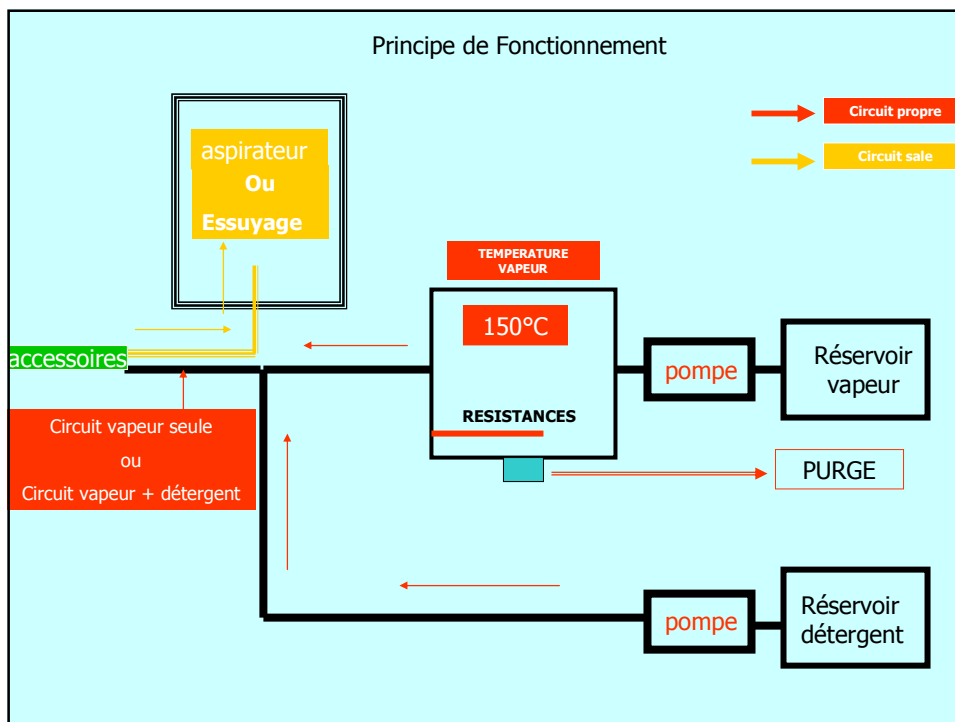 Principe de Fonctionnement
Circuit propre
Circuit sale
aspirateur
Ou
Essuyage
TEMPERATURE
VAPEUR
150°C
accessoires
pompe
Réservoir
vapeur
RESISTANCES
Circuit vapeur seule
ou
Circuit vapeur + détergent
PURGE
pompe
Réservoir
détergent